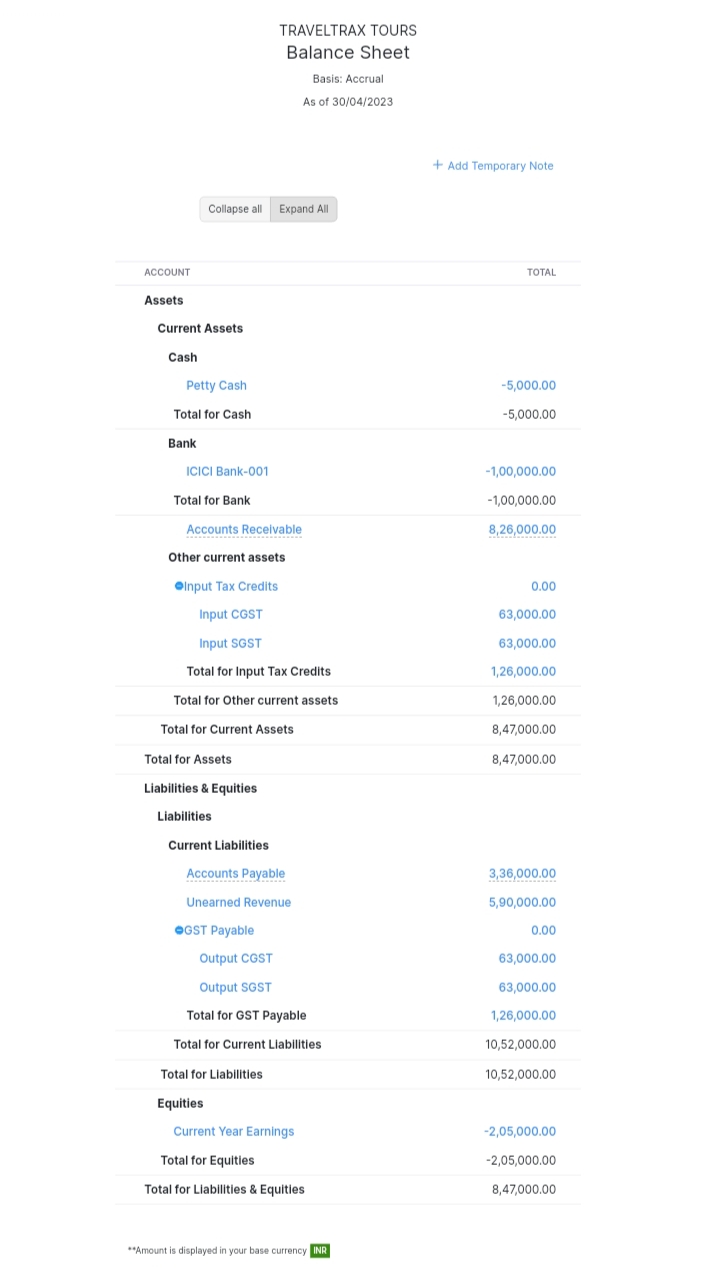 TRAVELTRAX TOURS
Balance Sheet
Basis: Accrual
As of 30/04/2023
+ Add Temporary Note
Collapse all Expand All
ACCOUNT TOTAL
Assets
Current Assets
Cash
Petty Cash -5,000.00
Total for Cash -5,000.00
Bank
ICICI Bank-001 -1,00,000.00
Total for Bank -1,00,000.00
Accounts Receivable 8,26,000.00
Other current assets
Input Tax Credits 0.00
Input CGST 63,000.00
Input SGST 63,000.00
Total for Input Tax Credits 1,26,000.00
Total for Other current assets 1,26,000.00
Total for Current Assets 8,47,000.00
Total for Assets 8,47,000.00
Liabilities & Equities
Liabilities
Current Liabilities
Accounts Payable 3,36,000.00
Unearned Revenue 5,90,000.00
GST Payable 0.00
Output CGST 63,000.00
Output SGST 63,000.00
Total for GST Payable 1,26,000.00
Total for Current Liabilities 10,52,000.00
Total for Liabilities 10,52,000.00
Equities
Current Year Earnings -2,05,000.00
Total for Equities -2,05,000.00
Total for Liabilities & Equities 8,47,000.00
**Amount is displayed in your base currency INR